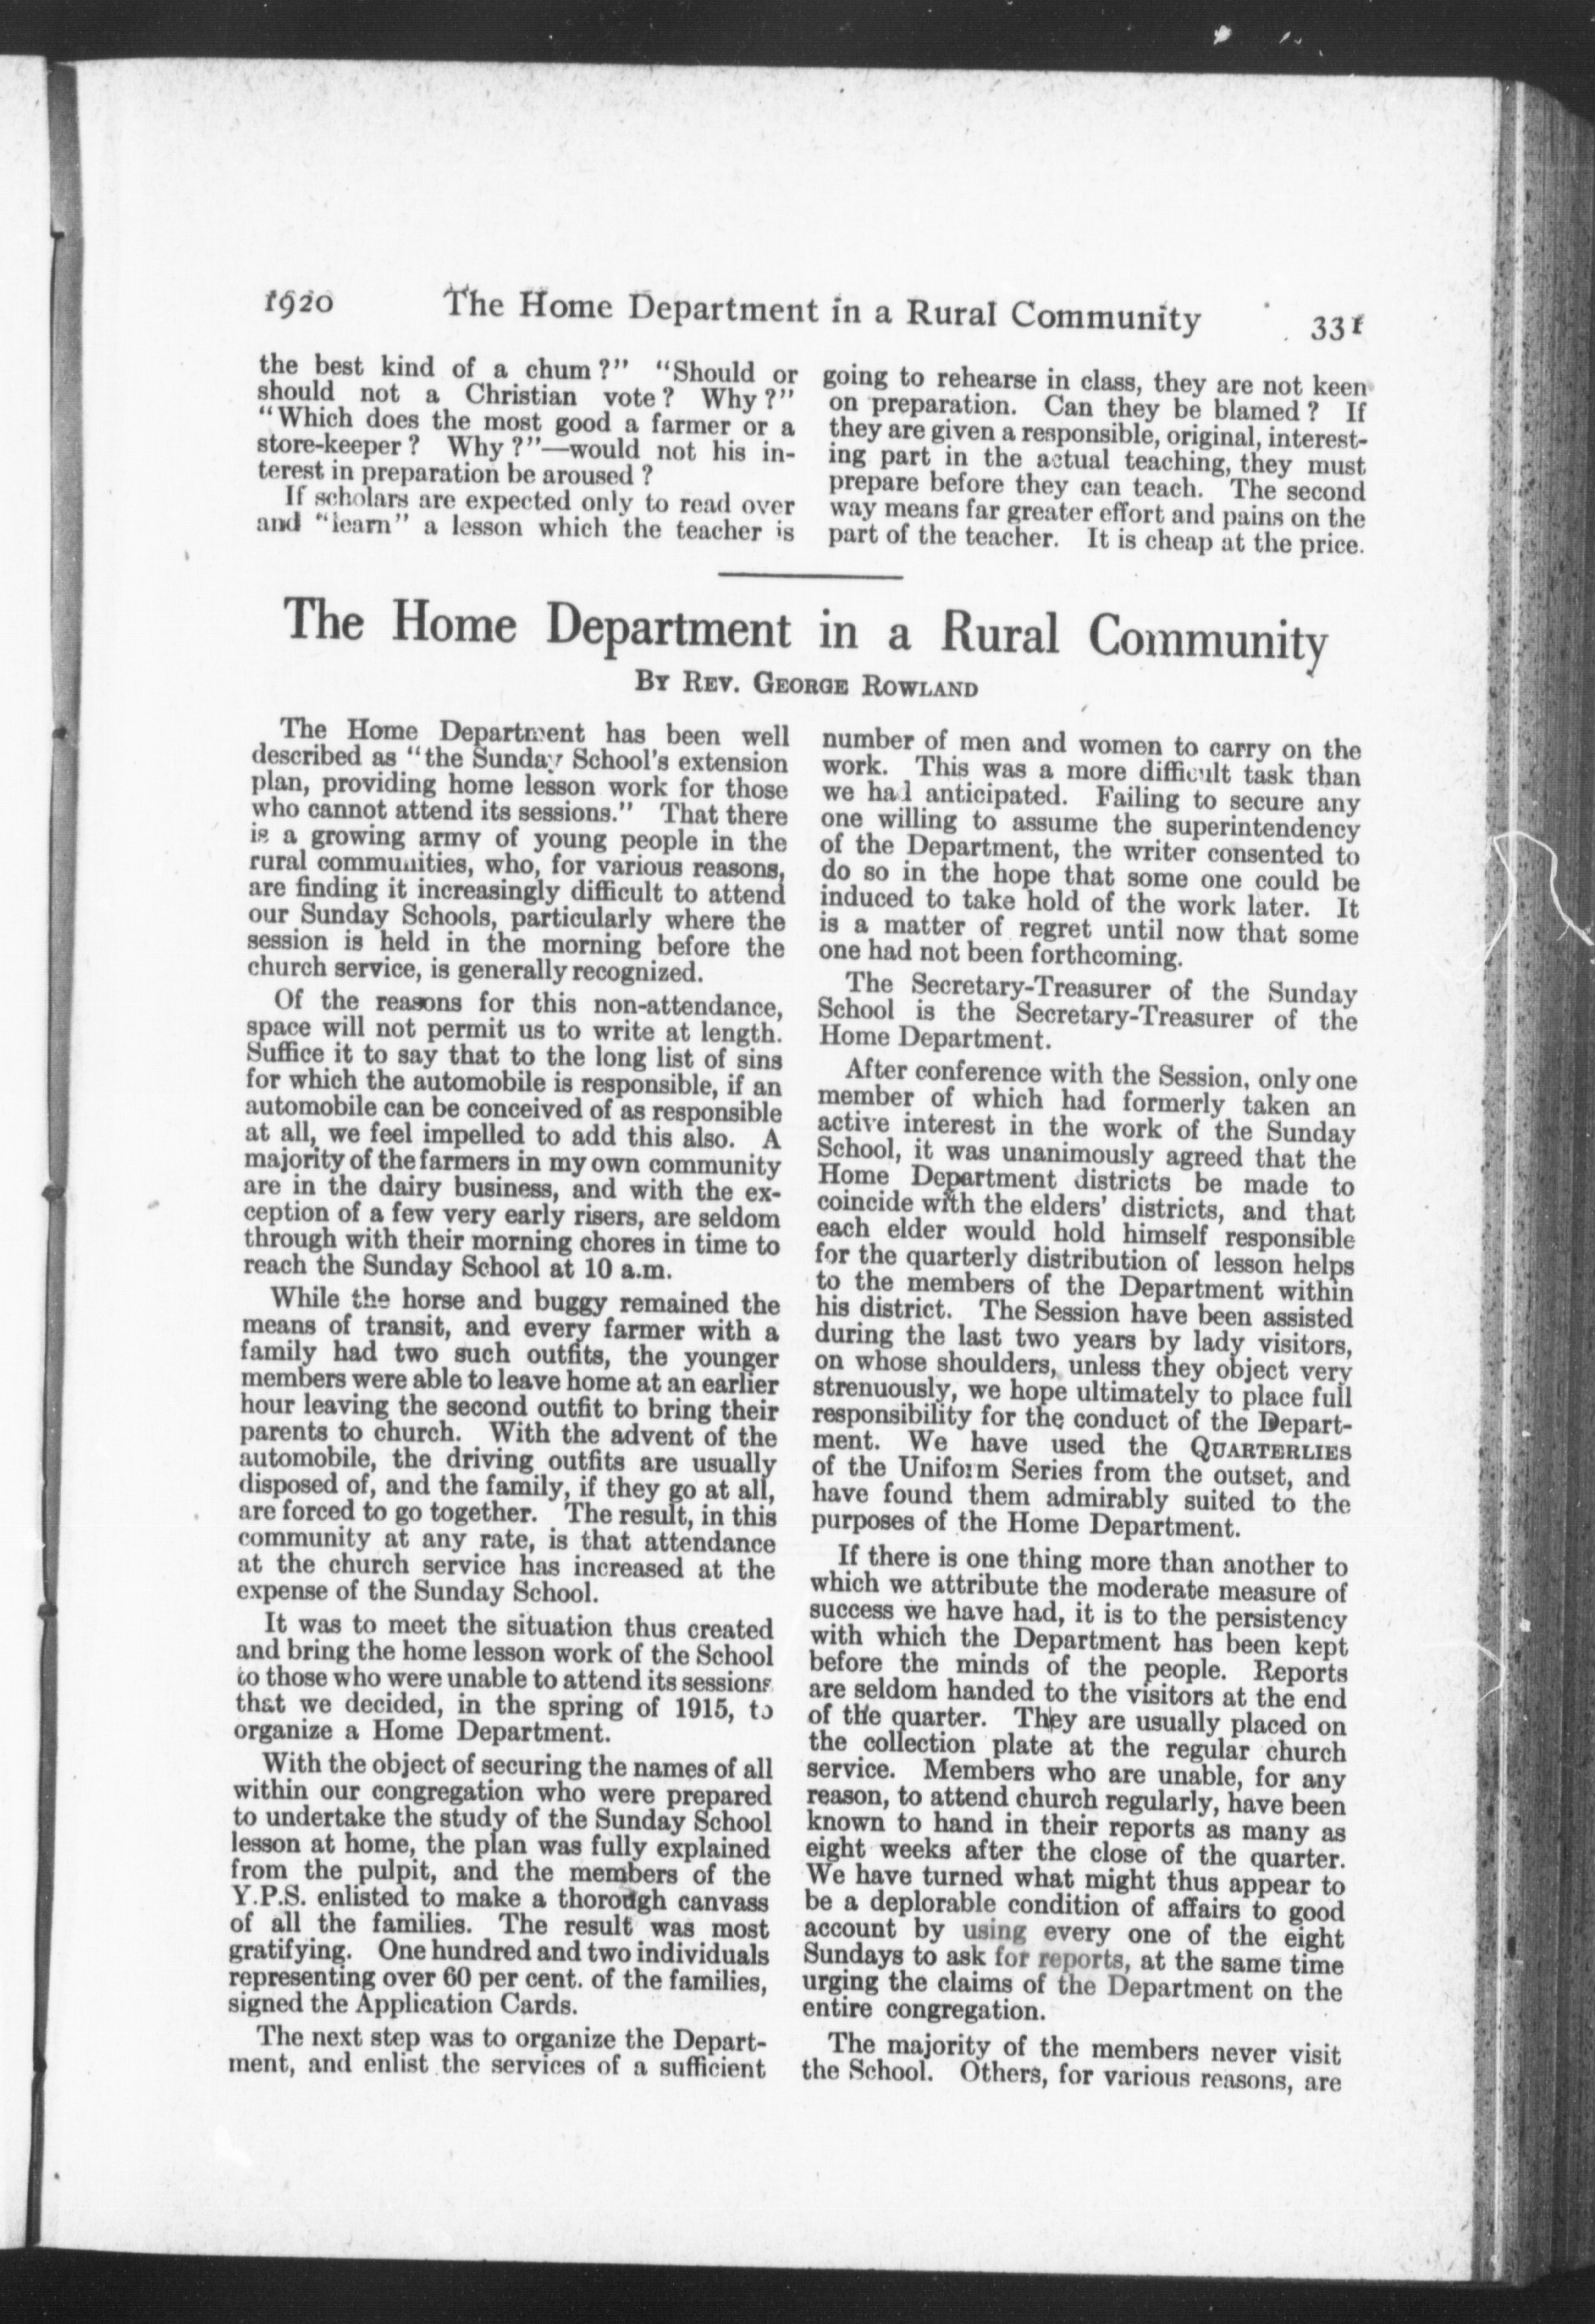 1920 The Home Department in a Rural Community 331
the best kind of a chum?" "Should or
should not a Christian vote? Why?"
"Which does the most good a farmer or a
store-keeper? Why?"—would not his in-
terest in preparation be aroused?
If scholars are expected only to read over
and "learn" a lesson which the teacher is
going to rehearse in class, they are not keen
on preparation. Can they be blamed? If
they are given a responsible, original, interest-
ing part in the actual teaching, they must
prepare before they can teach. The second
way means far greater effort and pains on the
part of the teacher. It is cheap at the price.
The Home Department in a Rural Community
BY REV. GEORGE ROWLAND
The Home Department has been well
described as "the Sunday School's extension
plan, providing home lesson work for those
who cannot attend its sessions." That there
is a growing army of young people in the
rural communities, who, for various reasons,
are finding it increasingly difficult to attend
our Sunday Schools, particularly where the
session is held in the morning before the
church service, is generally recognized.
Of the reasons for this non-attendance,
space will not permit us to write at length.
Suffice it to say that to the long list of sins
for which the automobile is responsible, if an
automobile can be conceived of as responsible
at all, we feel impelled to add this also. A
majority of the farmers in my own community
are in the dairy business, and with the ex-
ception of a few very early risers, are seldom
through with their morning chores in time to
reach the Sunday School at 10 a.m.
While the horse and buggy remained the
means of transit, and every farmer with a
family had two such outfits, the younger
members were able to leave home at an earlier
hour leaving the second outfit to bring their
parents to church. With the advent of the
automobile, the driving outfits are usually
disposed of, and the family, if they go at all,
are forced to go together. The result, in this
community at any rate, is that attendance
at the church service has increased at the
expense of the Sunday School.
It was to meet the situation thus created
and bring the home lesson work of the School
to those who were unable to attend its sessions
that we decided, in the spring of 1915, to
organize a Home Department.
With the object of securing the names of all
within our congregation who were prepared
to undertake the study of the Sunday School
lesson at home, the plan was fully explained
from the pulpit, and the members of the
Y.P.S. enlisted to make a thorough canvass
of all the families. The result was most
gratifying. One hundred and two individuals
representing over 60 per cent. of the families,
signed the Application Cards.
The next step was to organize the Depart-
ment, and enlist the services of a sufficient
number of men and women to carry on the
work. This was a more difficult task than
we had anticipated. Failing to secure any
one willing to assume the superintendency
of the Department, the writer consented to
do so in the hope that some one could be
induced to take hold of the work later. It
is a matter of regret until now that some
one had not been forthcoming.
The Secretary-Treasurer of the Sunday
School is the Secretary-Treasurer of the
Home Department.
After conference with the Session, only one
member of which had formerly taken an
active interest in the work of the Sunday
School, it was unanimously agreed that the
Home Department districts be made to
coincide with the elders' districts, and that
each elder would hold himself responsible
for the quarterly distribution of lesson helps
to the members of the Department within
his district. The Session have been assisted
during the last two years by lady visitors,
on whose shoulders, unless they object very
strenuously, we hope ultimately to place full
responsibility for the conduct of the Depart-
ment. We have used the QUARTERLIES
of the Uniform Series from the outset, and
have found them admirably suited to the
purposes of the Home Department.
If there is one thing more than another to
which we attribute the moderate measure of
success we have had, it is to the persistency
with which the Department has been kept
before the minds of the people. Reports
are seldom handed to the visitors at the end
of the quarter. They are usually placed on
the collection plate at the regular church
service. Members who are unable, for any
reason, to attend church regularly, have been
known to hand in their reports as many as
eight weeks after the close of the quarter.
We have turned what might thus appear to
be a deplorable condition of affairs to good
account by using every one of the eight
Sundays to ask for reports, at the same time
urging the claims of the Department on the
entire congregation.
The majority of the members never visit
the School. Others, for various reasons, are